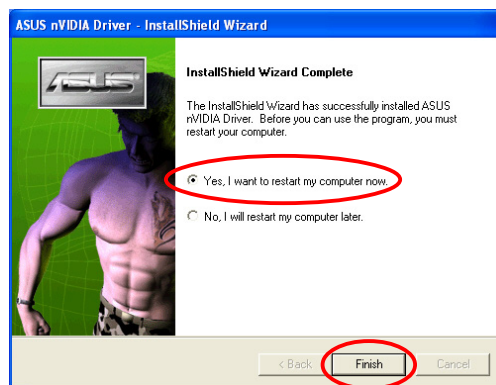 ASUS nVIDIA Driver - InstallShield Wizard
ASUS
InstallShield Wizard Complete
The InstallShield Wizard has successfully installed ASUS
nVIDIA Driver. Before you can use the program, you must
restart your computer.
Yes, I want to restart my computer now.
No, I will restart my computer later.
< Back Finish Cancel